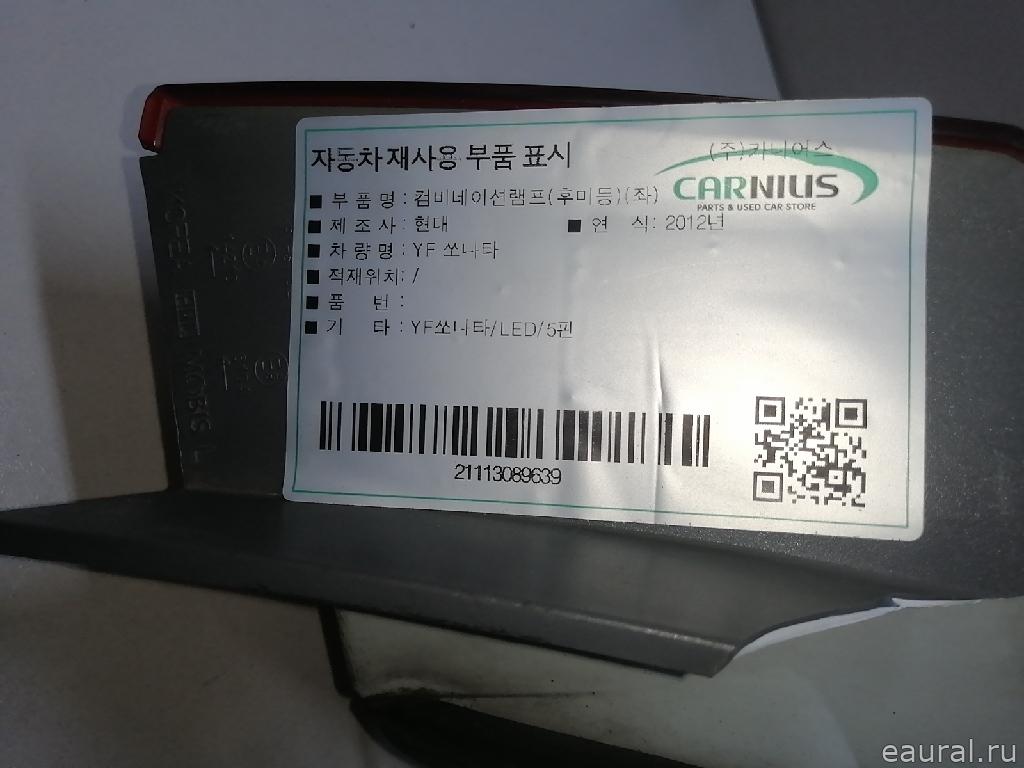 자동차 재사용 부품 표시
(주)카니어스
CARNIUS
PARTS & USED CAR STORE
■ 부 품 명 : 컴비네이션램프(후미등)(좌)
■ 제 조 사 : 현대 ■ 연 식: 2012년
■ 차 량 명 : YF 쏘나타
■ 적재위치: /
■ 품 번 :
■ 기 타 : YF쏘나타/LED/5핀
21113089639
MOBIS
eaural.ru